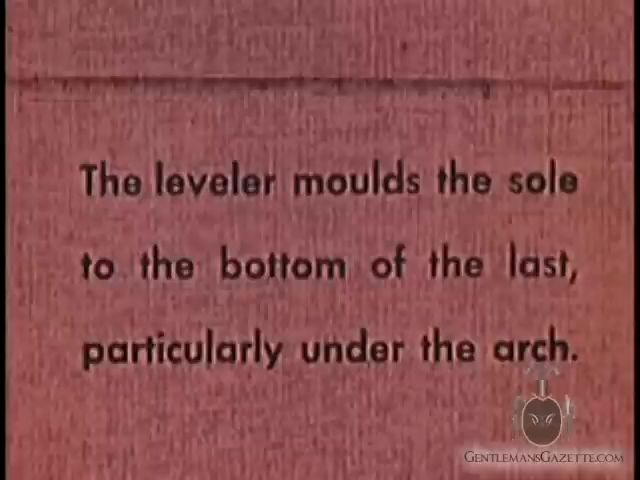 The leveler moulds the sole
to the bottom of the last,
particularly under the arch.
GENTLEMANSGAZETTE.COM